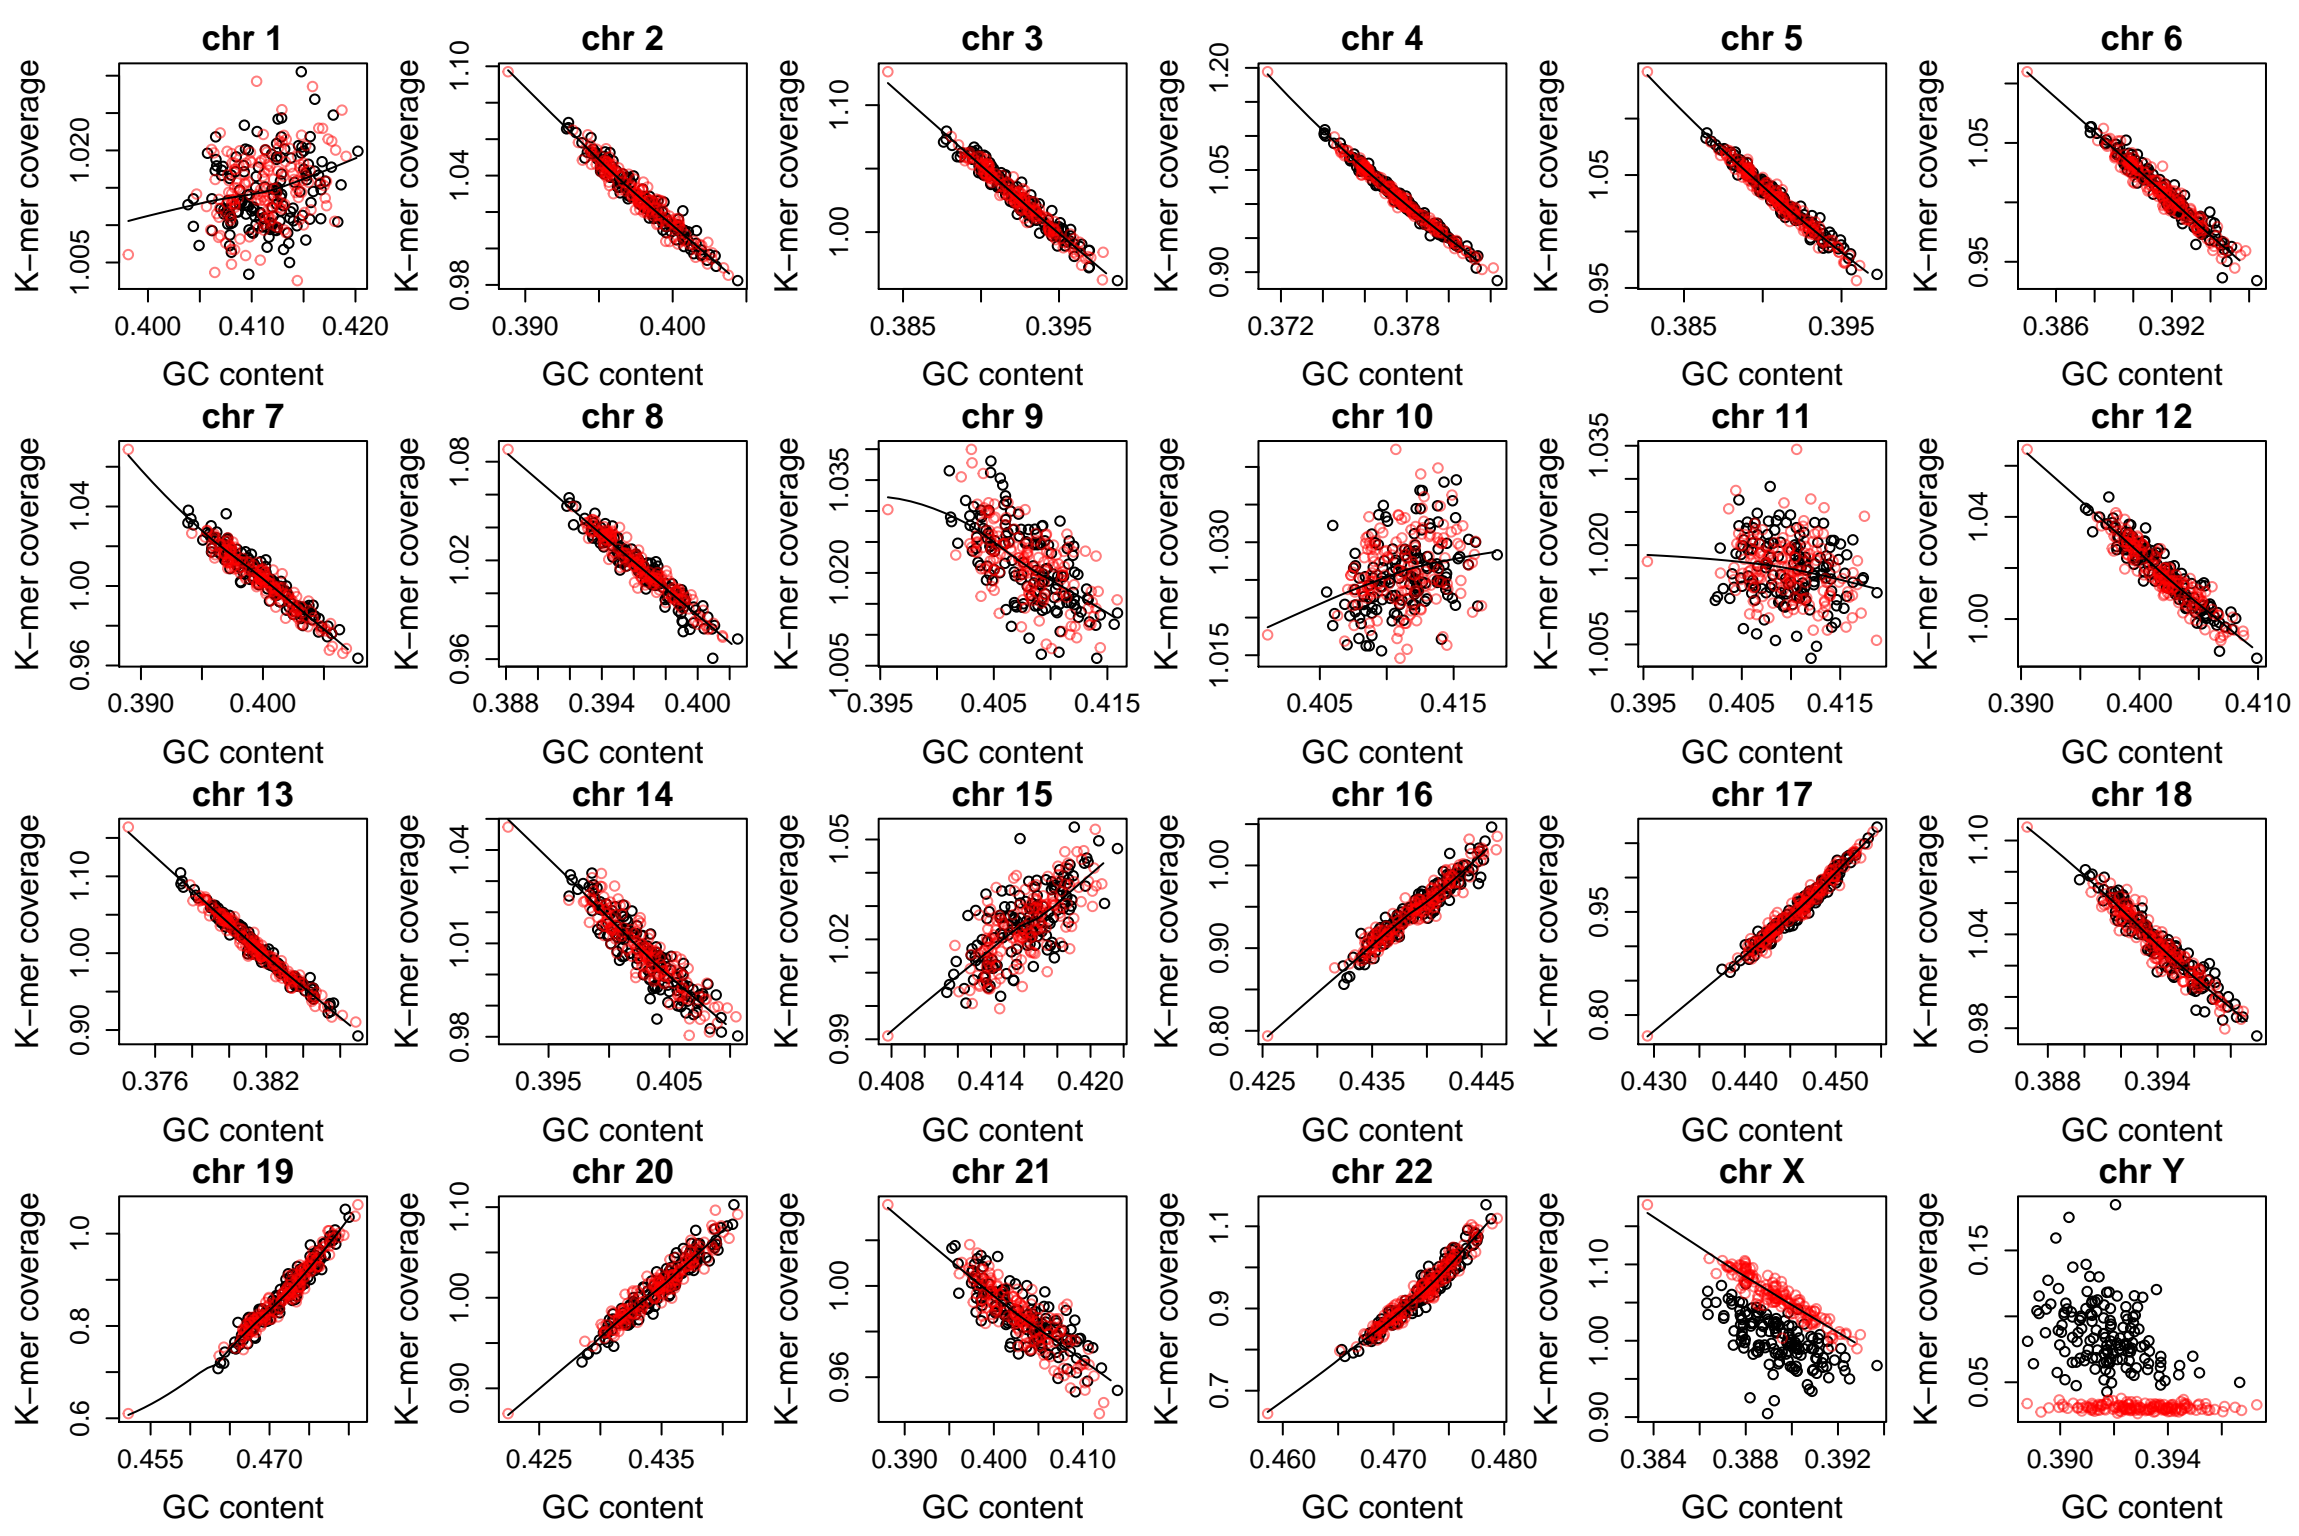 chr 1 chr 2 chr 3 chr 4 chr 5 chr 6
K−mer coverage K−mer coverage K−mer coverage K−mer coverage K−mer coverage K−mer coverage
1.005 1.020 0.98 1.04 1.10 1.00 1.10 0.90 1.05 1.20 0.95 1.05 0.95 1.05
0.400 0.410 0.420 0.390 0.400 0.385 0.395 0.372 0.378 0.385 0.395 0.386 0.392
GC content GC content GC content GC content GC content GC content
chr 7 chr 8 chr 9 chr 10 chr 11 chr 12
K−mer coverage K−mer coverage K−mer coverage K−mer coverage K−mer coverage K−mer coverage
0.96 1.00 1.04 0.96 1.02 1.08 1.005 1.020 1.035 1.015 1.030 1.005 1.020 1.035 1.00 1.04
0.390 0.400 0.388 0.394 0.400 0.395 0.405 0.415 0.405 0.415 0.395 0.405 0.415 0.390 0.400 0.410
GC content GC content GC content GC content GC content GC content
chr 13 chr 14 chr 15 chr 16 chr 17 chr 18
K−mer coverage K−mer coverage K−mer coverage K−mer coverage K−mer coverage K−mer coverage
0.90 1.00 1.10 0.98 1.01 1.04 0.99 1.02 1.05 0.80 0.90 1.00 0.80 0.95 0.98 1.04 1.10
0.376 0.382 0.395 0.405 0.408 0.414 0.420 0.425 0.435 0.445 0.430 0.440 0.450 0.388 0.394
GC content GC content GC content GC content GC content GC content
chr 19 chr 20 chr 21 chr 22 chr X chr Y
K−mer coverage K−mer coverage K−mer coverage K−mer coverage K−mer coverage K−mer coverage
0.6 0.8 1.0 0.90 1.00 1.10 0.96 1.00 0.7 0.9 1.1 0.90 1.00 1.10 0.05 0.15
0.455 0.470 0.425 0.435 0.390 0.400 0.410 0.460 0.470 0.480 0.384 0.388 0.392 0.390 0.394
GC content GC content GC content GC content GC content GC content